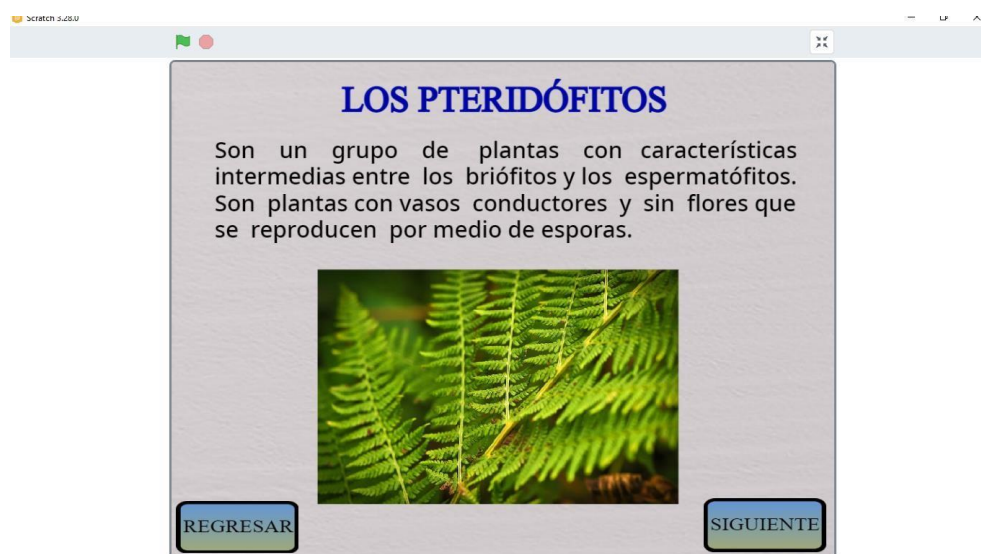 Scratch 3.28.0
LOS PTERIDÓFITOS
Son un grupo de plantas con características
intermedias entre los briófitos y los espermatófitos.
Son plantas con vasos conductores y sin flores que
se reproducen por medio de esporas.
REGRESAR
SIGUIENTE